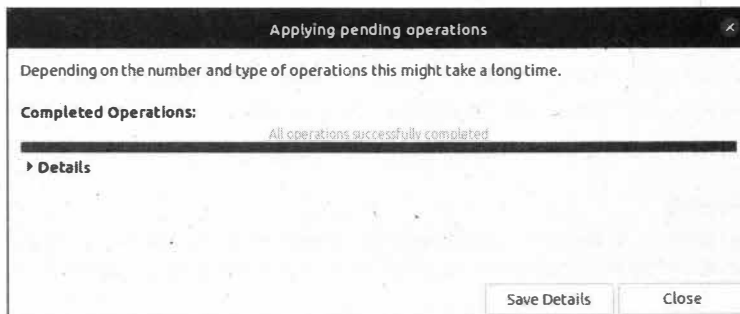 Applying pending operations
Depending on the number and type of operations this might take a long time.
Completed Operations:
All operations successfully completed
Details
Save Details
Close